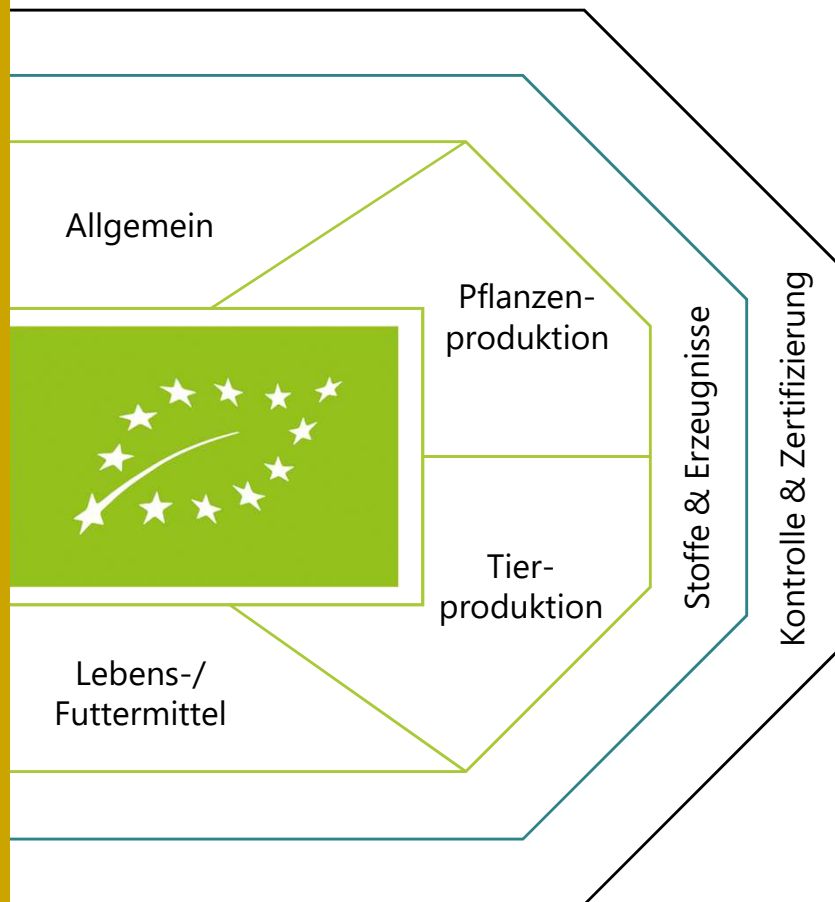 Allgemein
Pflanzen-
produktion
Tier-
produktion
Lebens-/
Futtermittel
Stoffe & Erzeugnisse
Kontrolle & Zertifizierung